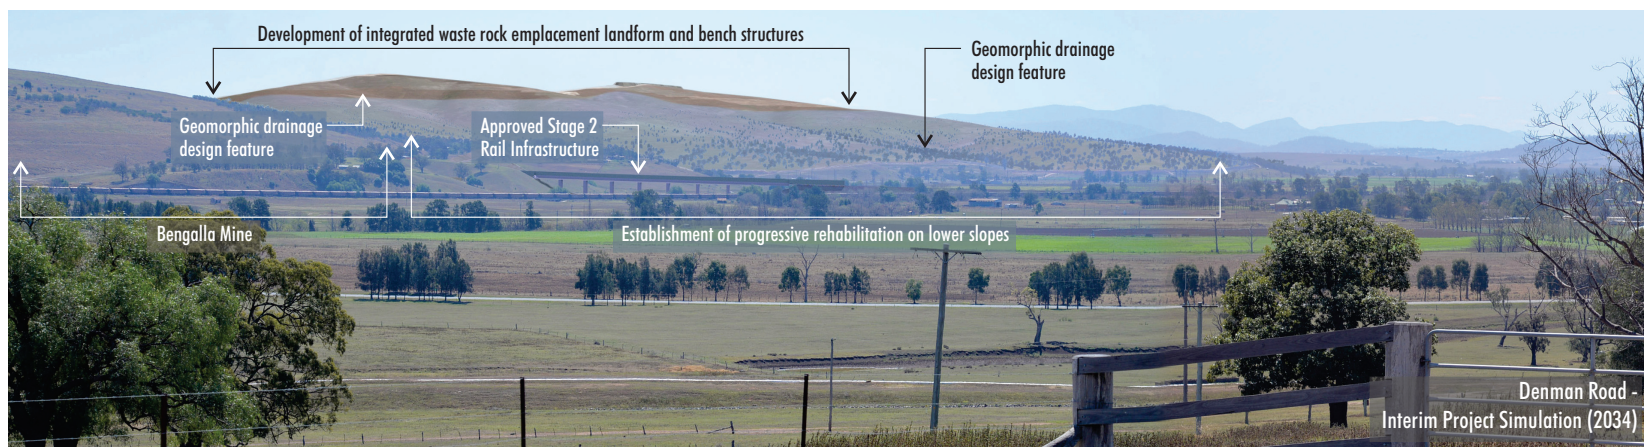 Development of integrated waste rock emplacement landform and bench structures
Geomorphic drainage
design feature
Geomorphic drainage
design feature
Approved Stage 2
Rail Infrastructure
Bengalla Mine
Establishment of progressive rehabilitation on lower slopes
Denman Road -
Interim Project Simulation (2034)